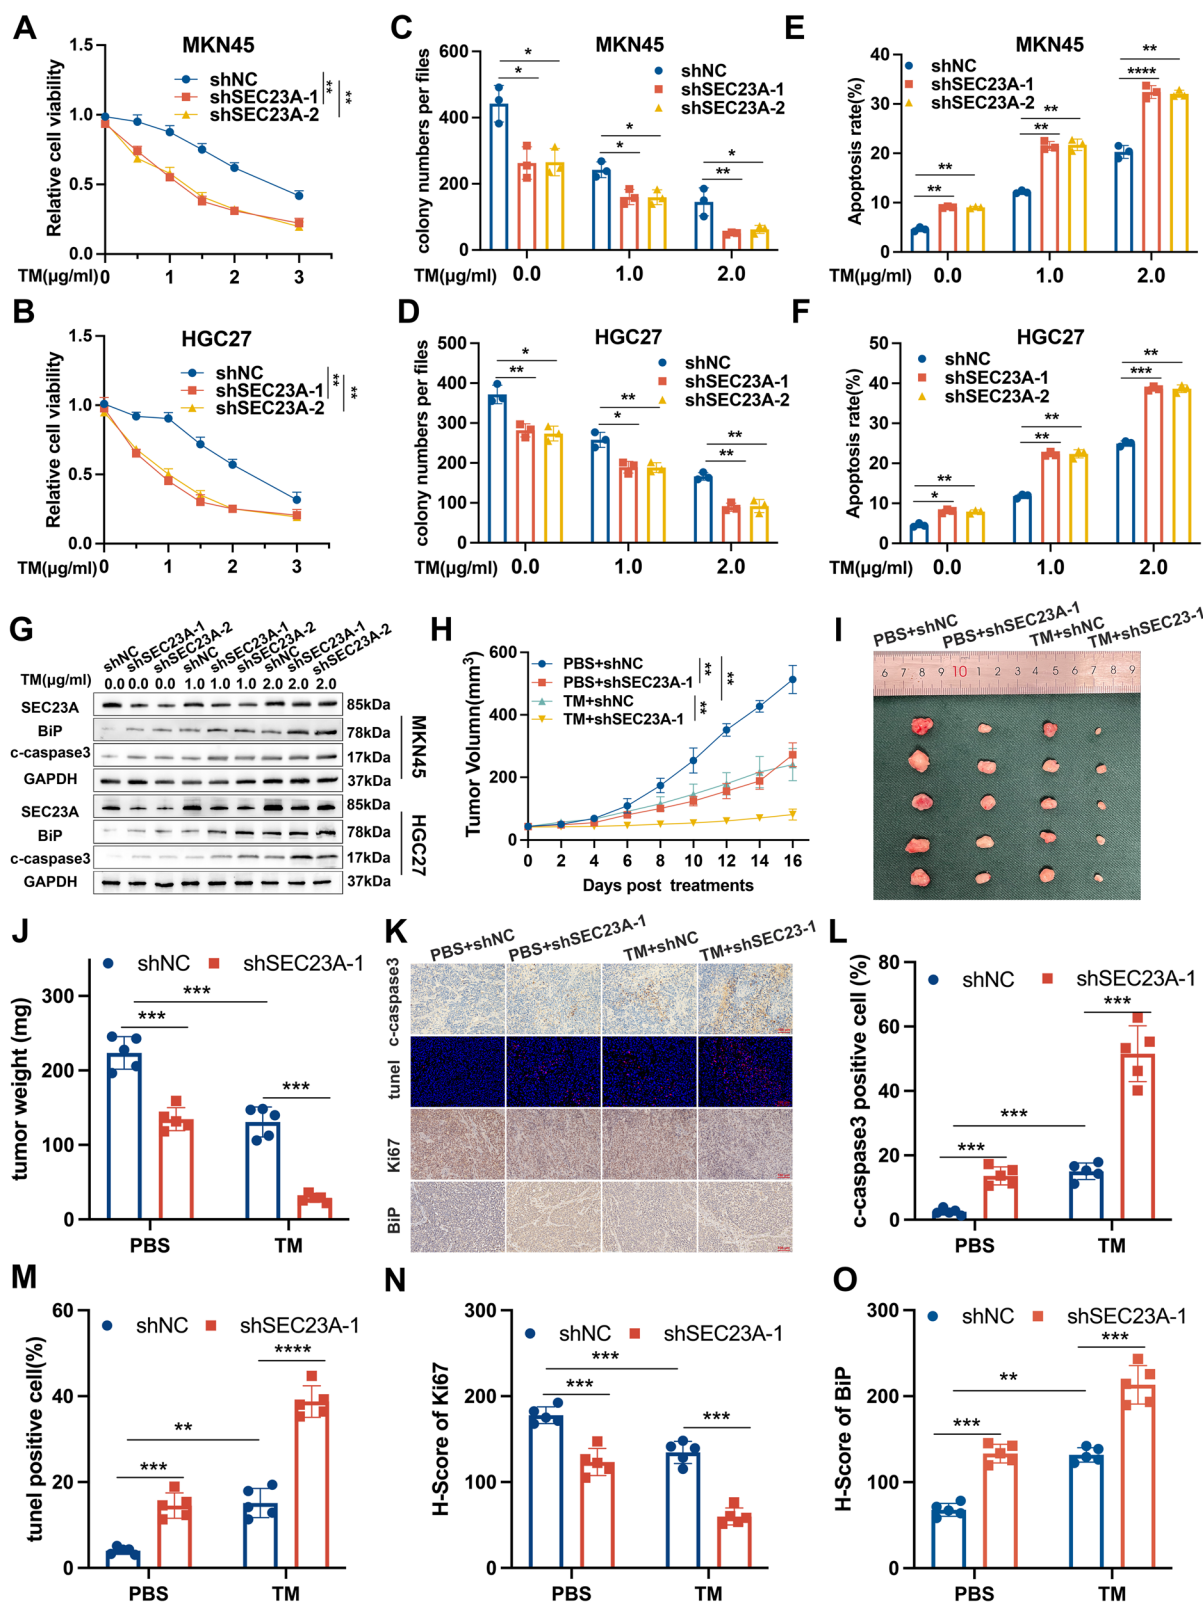 A
MKN45
shNC
shSEC23A-1
shSEC23A-2
**
**
Relative cell viability
1.5
1.0
0.5
0.0
0 1 2 3
TM(μg/ml)
C
MKN45
shNC
shSEC23A-1
shSEC23A-2
colony numbers per files
600
400
200
0
* *
* *
** *
0.0 1.0 2.0
TM(μg/ml)
E
MKN45
shNC
shSEC23A-1
shSEC23A-2
Apoptosis rate(%)
40
30
20
10
0
** **
** **
**** **
0.0 1.0 2.0
TM(μg/ml)
B
HGC27
shNC
shSEC23A-1
shSEC23A-2
**
**
Relative cell viability
1.5
1.0
0.5
0.0
0 1 2 3
TM(μg/ml)
D
HGC27
shNC
shSEC23A-1
shSEC23A-2
colony numbers per files
500
400
300
200
100
0
** *
* **
** **
0.0 1.0 2.0
TM(μg/ml)
F
HGC27
shNC
shSEC23A-1
shSEC23A-2
Apoptosis rate(%)
60
40
20
0
* **
** **
*** **
0.0 1.0 2.0
TM(μg/ml)
G
shNC shSEC23A-1 shSEC23A-2 shNC shSEC23A-1 shSEC23A-2 shNC shSEC23A-1 shSEC23A-2
TM(μg/ml) 0.0 0.0 0.0 1.0 1.0 1.0 2.0 2.0 2.0
SEC23A 85kDa
BiP 78kDa
c-caspase3 17kDa
GAPDH 37kDa
MKN45
SEC23A 85kDa
BiP 78kDa
c-caspase3 17kDa
GAPDH 37kDa
HGC27
H
PBS+shNC
PBS+shSEC23A-1
TM+shNC
TM+shSEC23A-1
**
**
**
Tumor Volumn(mm3)
600
400
200
0
0 2 4 6 8 10 12 14 16
Days post treatments
I
PBS+shNC PBS+shSEC23A-1 TM+shNC TM+shSEC23-1
6 7 8 9 10 1 2 3 4 5 6 7 8 9
J
shNC shSEC23A-1
tumor weight (mg)
300
200
100
0
***
***
***
PBS TM
K
PBS+shNC PBS+shSEC23A-1 TM+shNC TM+shSEC23-1
c-caspase3
tunel
Ki67
BiP
L
shNC shSEC23A-1
c-caspase3 positive cell (%)
80
60
40
20
0
***
***
***
PBS TM
M
shNC shSEC23A-1
tunel positive cell(%)
60
40
20
0
****
**
***
PBS TM
N
shNC shSEC23A-1
H-Score of Ki67
300
200
100
0
***
***
***
PBS TM
O
shNC shSEC23A-1
H-Score of BiP
300
200
100
0
***
**
***
PBS TM